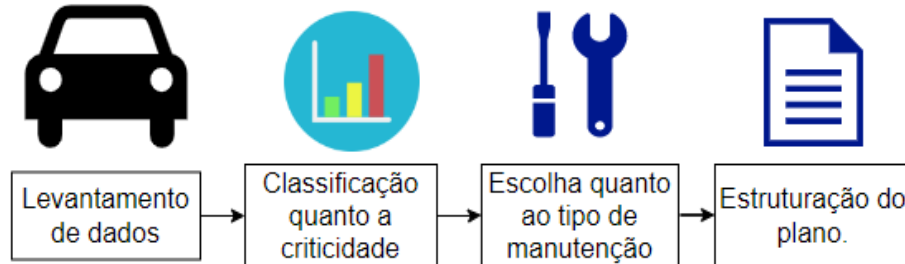 Levantamento
de dados
Classificação
quanto a
criticidade
Escolha quanto
ao tipo de
manutenção
Estruturação do
plano.